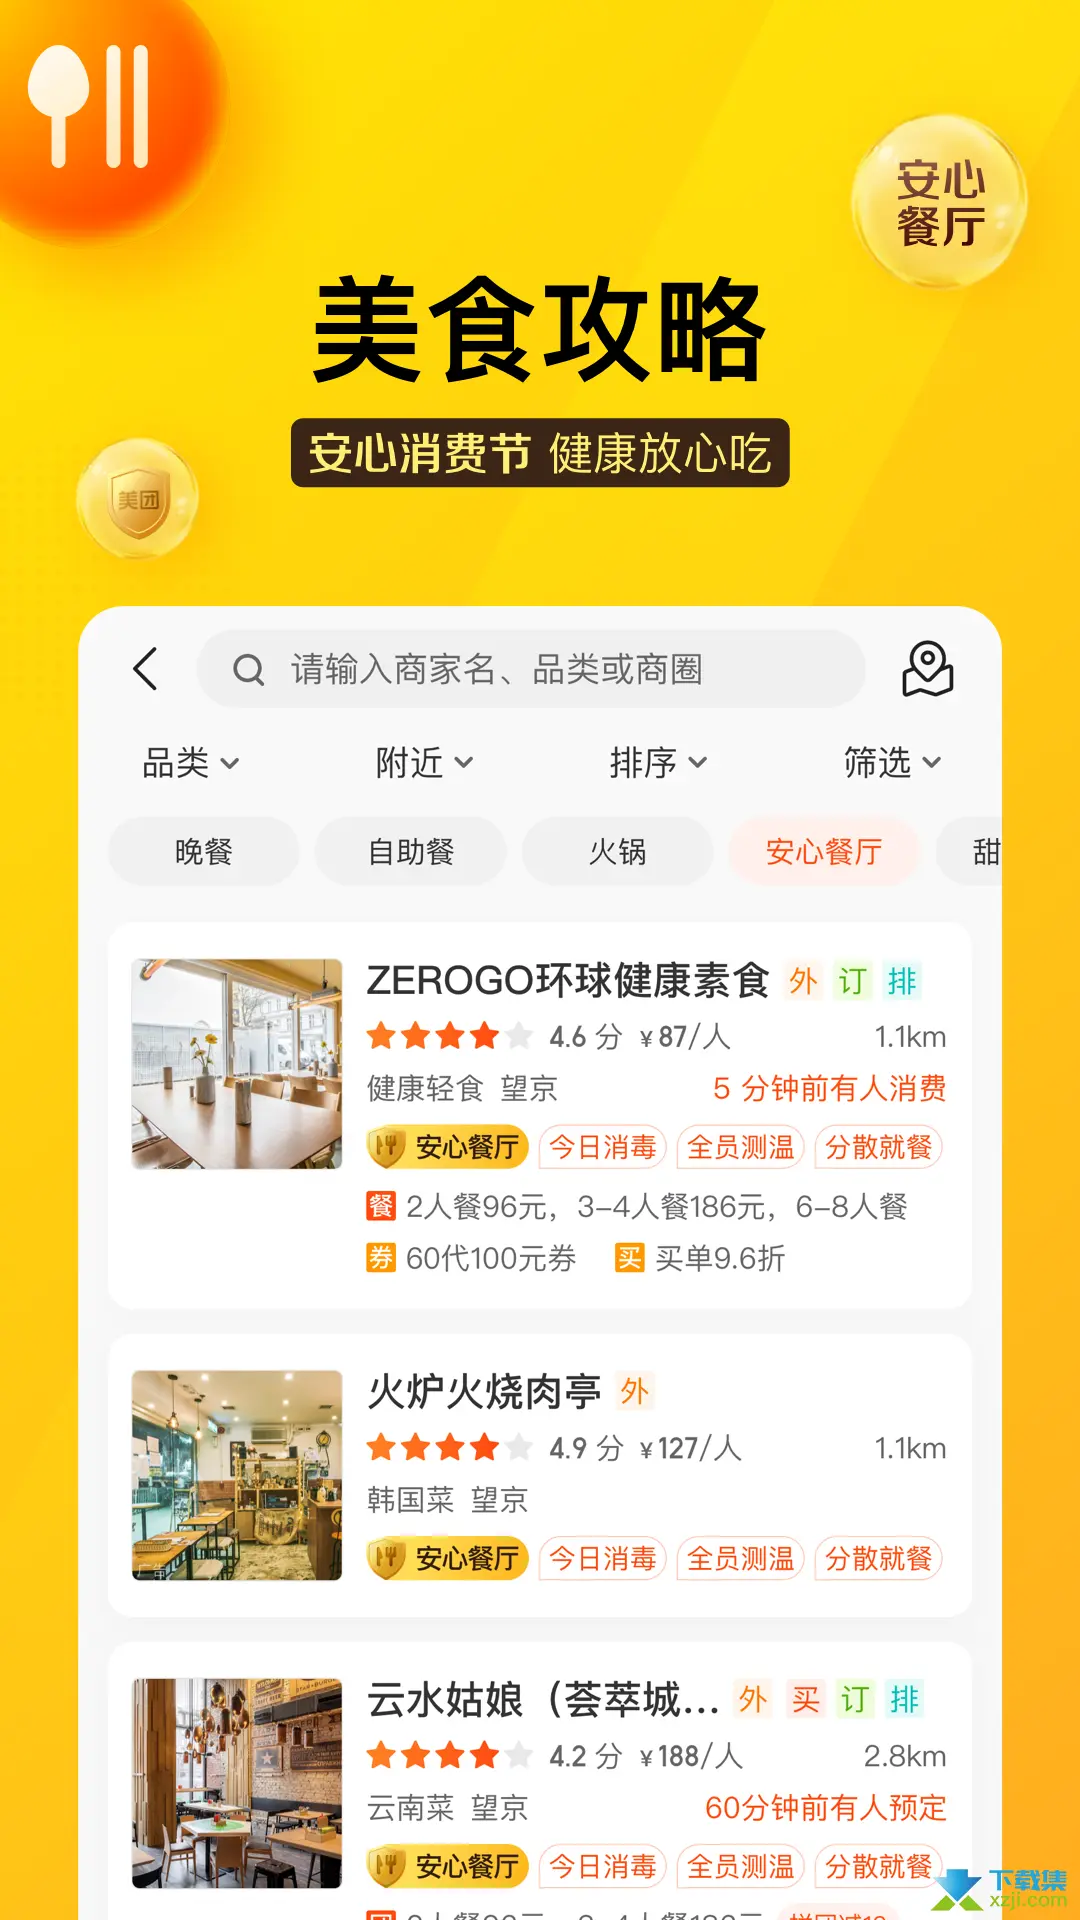 安心
餐厅
美食攻略
安心消费节 健康放心吃
美团
请输入商家名、品类或商圈
品类 附近 排序 筛选
晚餐 自助餐 火锅 安心餐厅 甜
ZEROGO环球健康素食 外 订 排
4.6 分 ¥87/人 1.1km
健康轻食 望京 5 分钟前有人消费
安心餐厅 今日消毒 全员测温 分散就餐
餐 2人餐96元，3-4人餐186元，6-8人餐
券 60代100元券 买 买单9.6折
火炉火烧肉亭 外
4.9 分 ¥127/人 1.1km
韩国菜 望京
广告
安心餐厅 今日消毒 全员测温 分散就餐
云水姑娘（荟萃城... 外 买 订 排
4.2 分 ¥188/人 2.8km
云南菜 望京 60分钟前有人预定
安心餐厅 今日消毒 全员测温 分散就餐
下载集
xzji.com